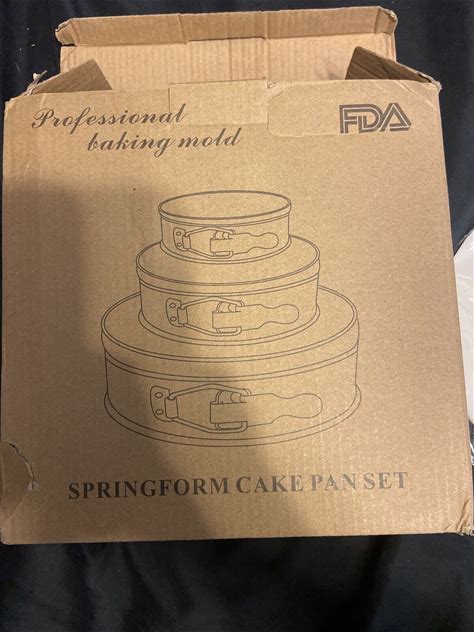 Professional
baking mold
FDA
SPRINGFORM CAKE PAN SET